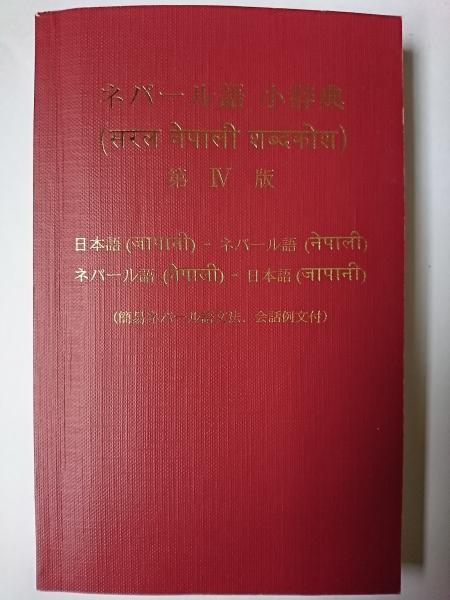 ネパール語 小辞典
(सरल नेपाली शब्दकोश)
第 Ⅳ 版
日本語 (जापानी) - ネパール語 (नेपाली)
ネパール語 (नेपाली) - 日本語 (जापानी)
(簡易ネパール語文法、会話例文付)